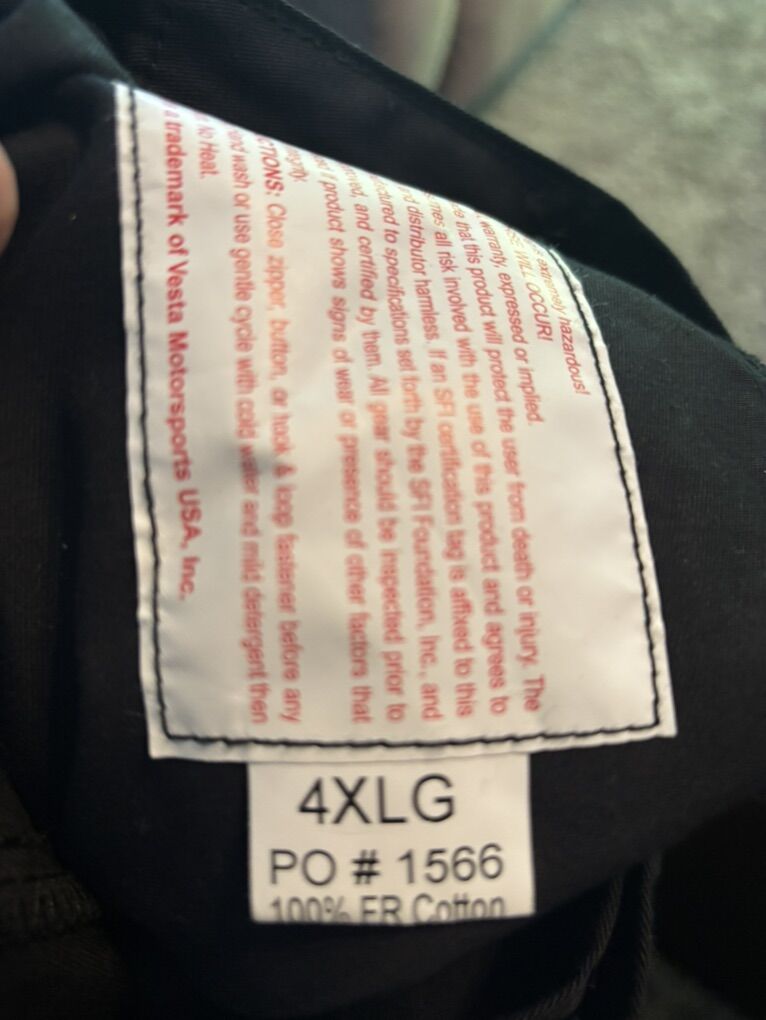 is extremely hazardous!
WILL OCCUR!
warranty, expressed or implied.
that this product will protect the user from death or injury. The
all risk involved with the use of this product and agrees to
distributor harmless. If an SFI certification tag is affixed to this
to specifications set forth by the SFI Foundation, Inc., and
and certified by them. All gear should be inspected prior to
if product shows signs of wear or presence of other factors that
CTIONS: Close zipper, button, or hook & loop fastener before any
wash or use gentle cycle with cold water and mild detergent then
No Heat.
a trademark of Vesta Motorsports USA, Inc.
4XLG
PO # 1566
100% FR Cotton